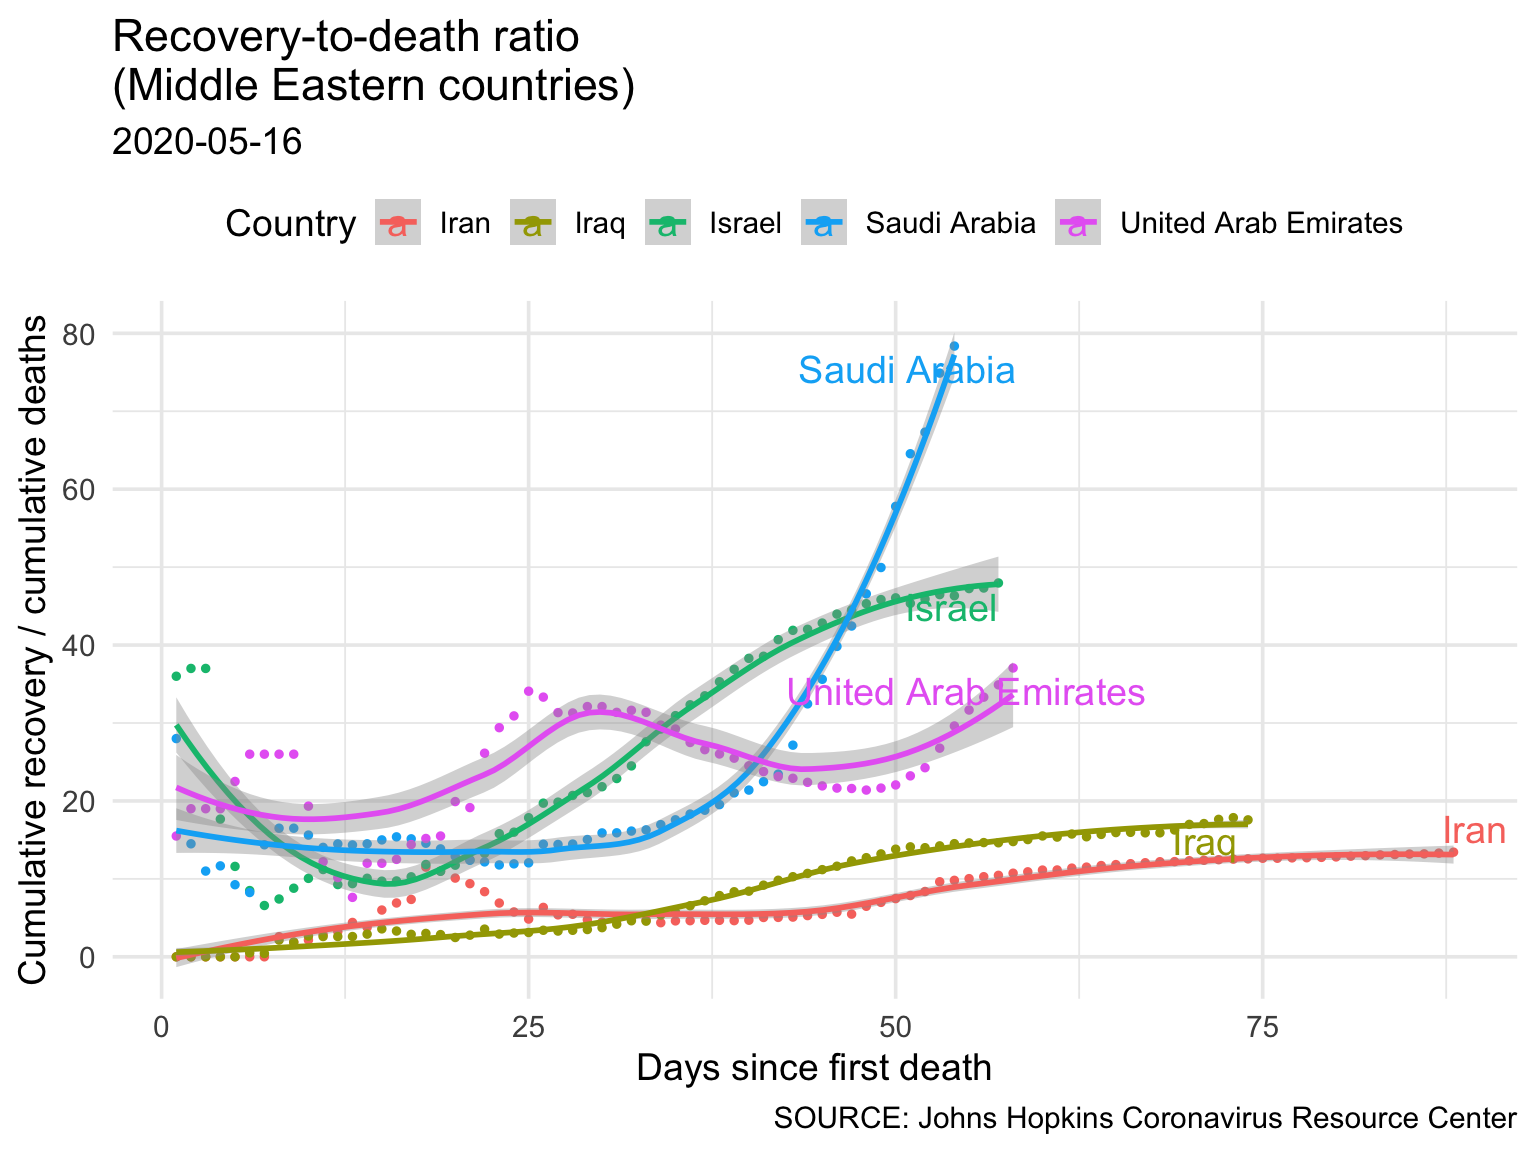 Recovery-to-death ratio
(Middle Eastern countries)
2020-05-16
Country a Iran a Iraq a Israel a Saudi Arabia a United Arab Emirates
Cumulative recovery / cumulative deaths
80
60
40
20
0
Saudi Arabia
Israel
United Arab Emirates
Iran
Iraq
0 25 50 75
Days since first death
SOURCE: Johns Hopkins Coronavirus Resource Center